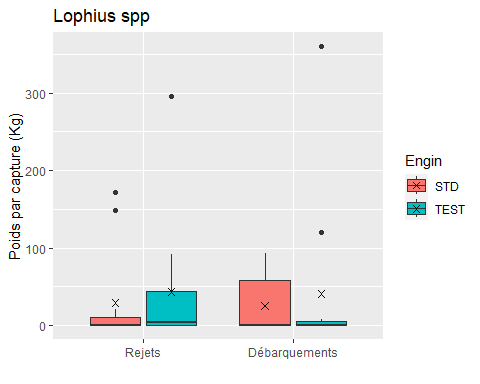 Lophius spp
Poids par capture (Kg)
300
200
100
0
Rejets
Débarquements
Engin
STD
TEST